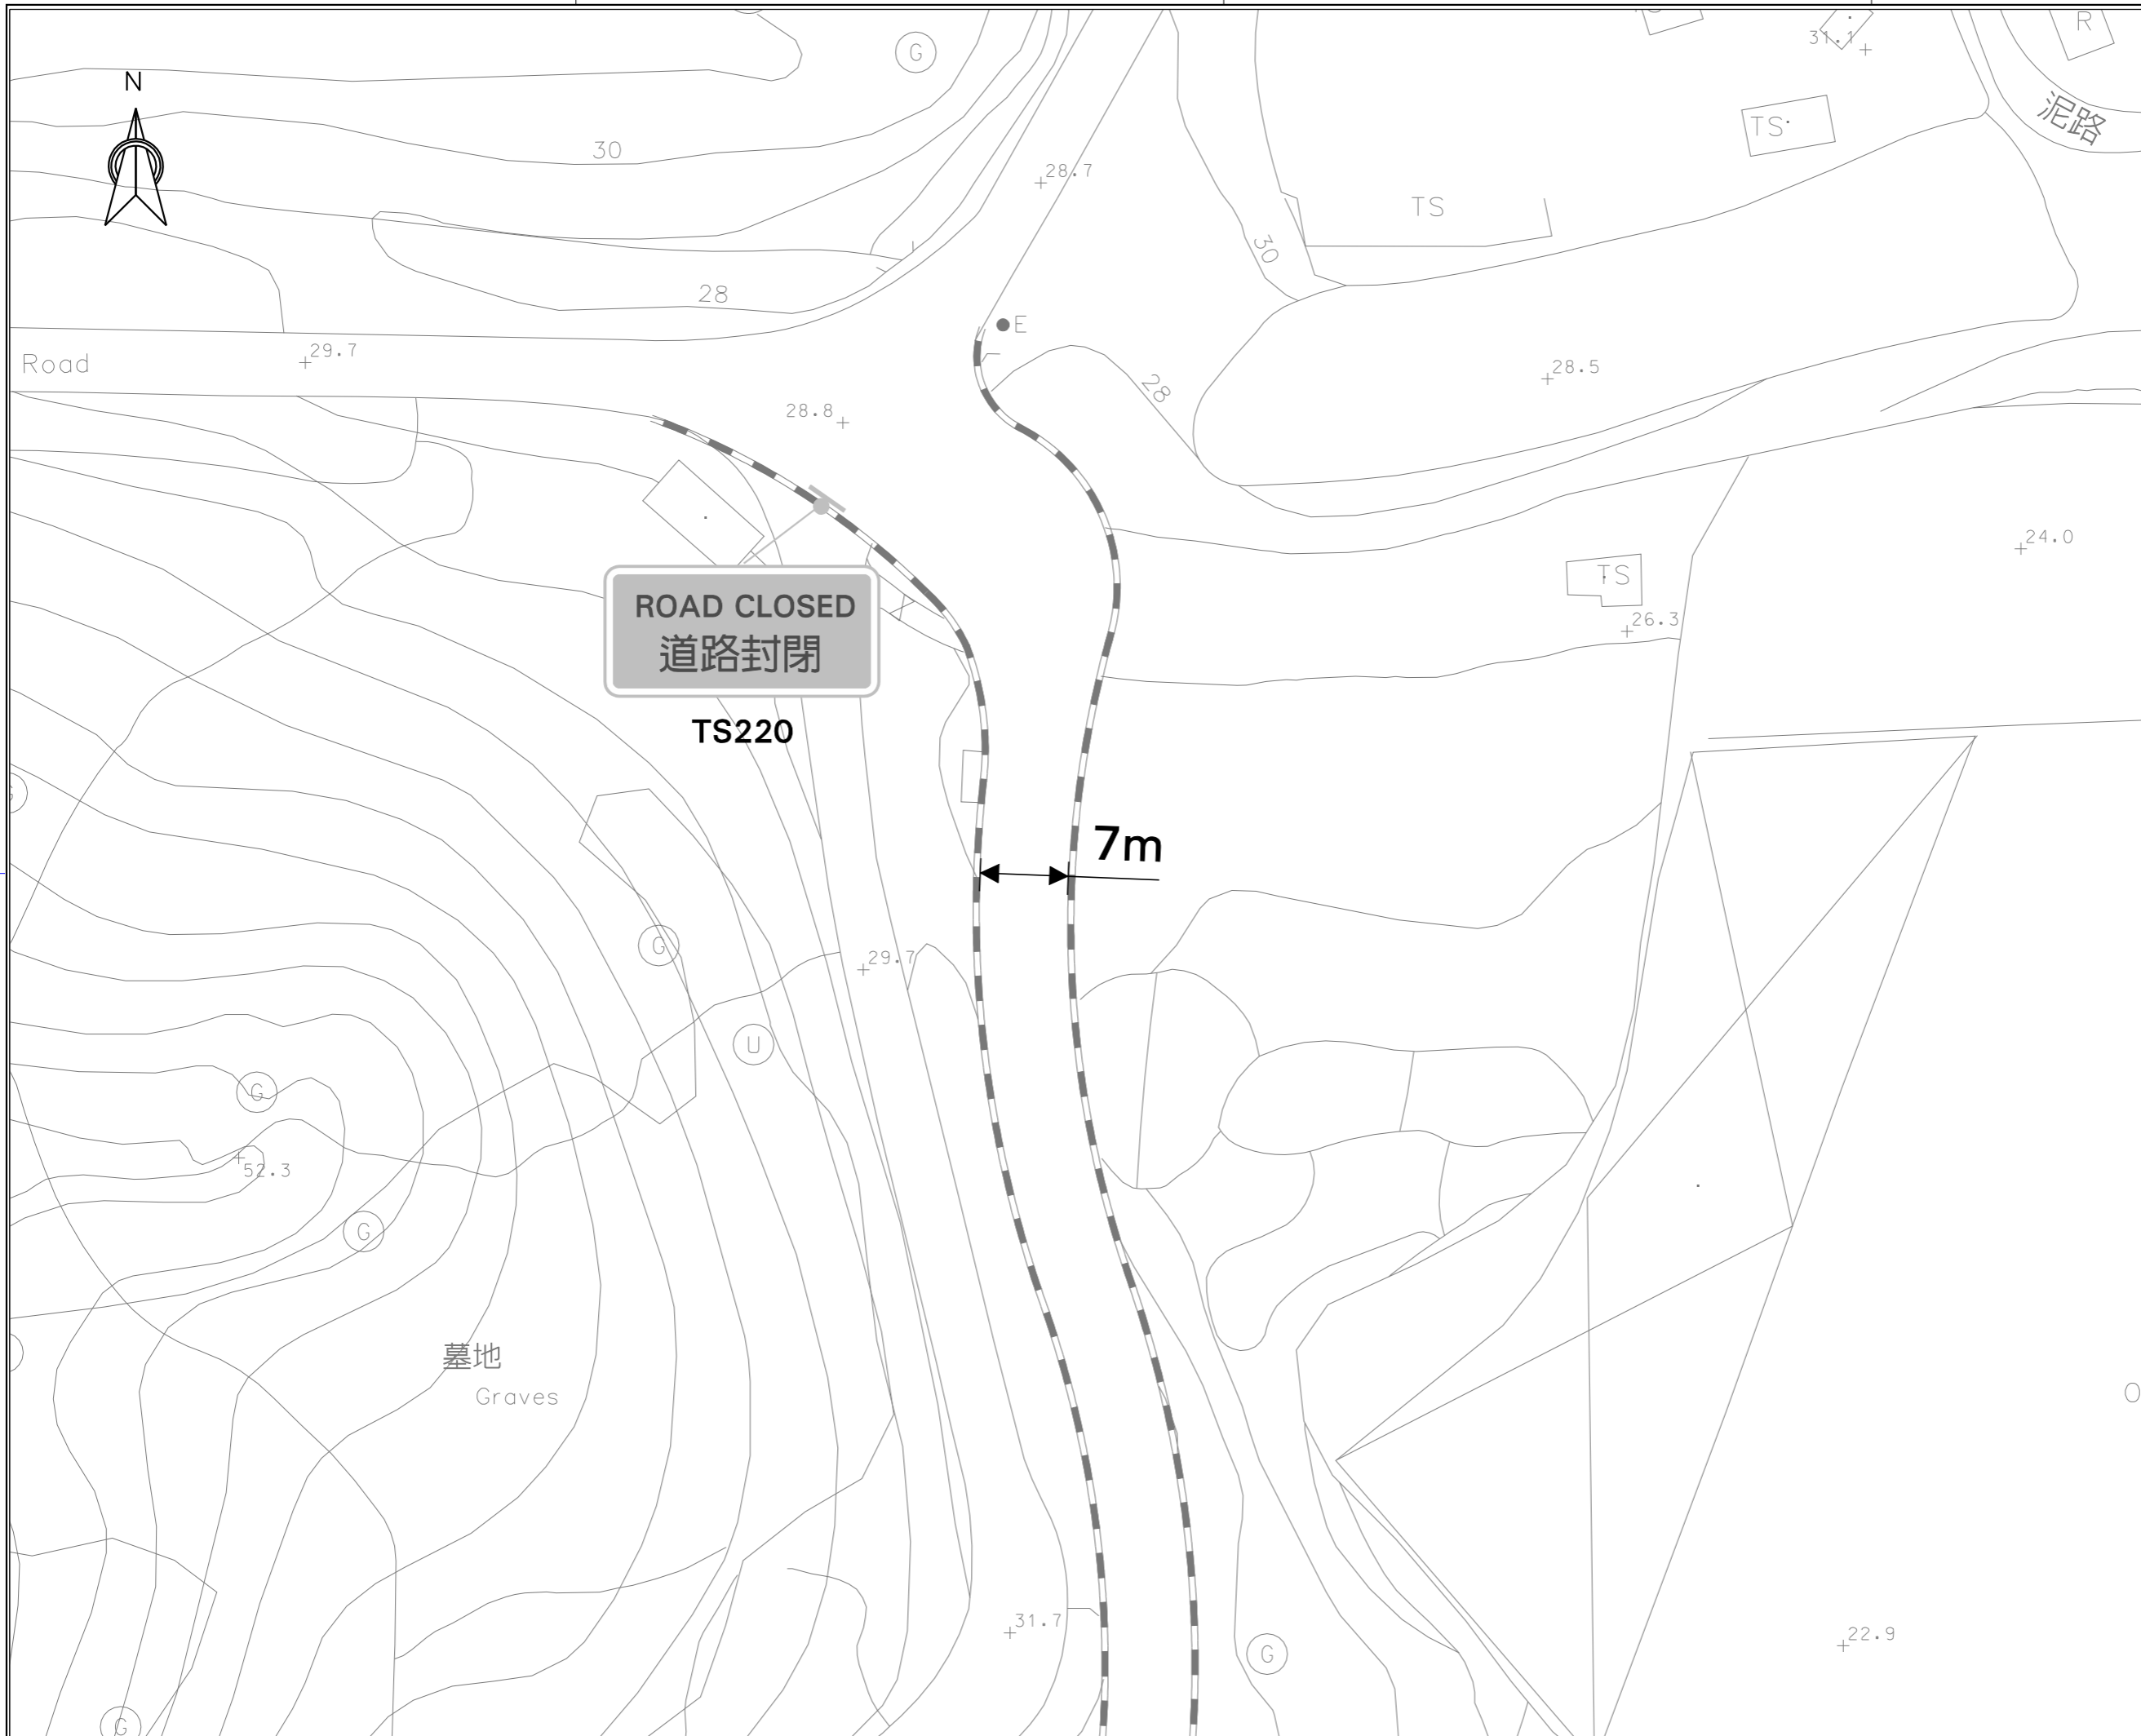 R
31.1
G
N
TS
泥路
30
28.7
TS
30
28
E
Road
29.7
28.5
28
28.8
24.0
TS
ROAD CLOSED
26.3
道路封閉
TS220
G
7m
G
29.7
U
G
52.3
G
墓地
Graves
O
31.7
22.9
G
G